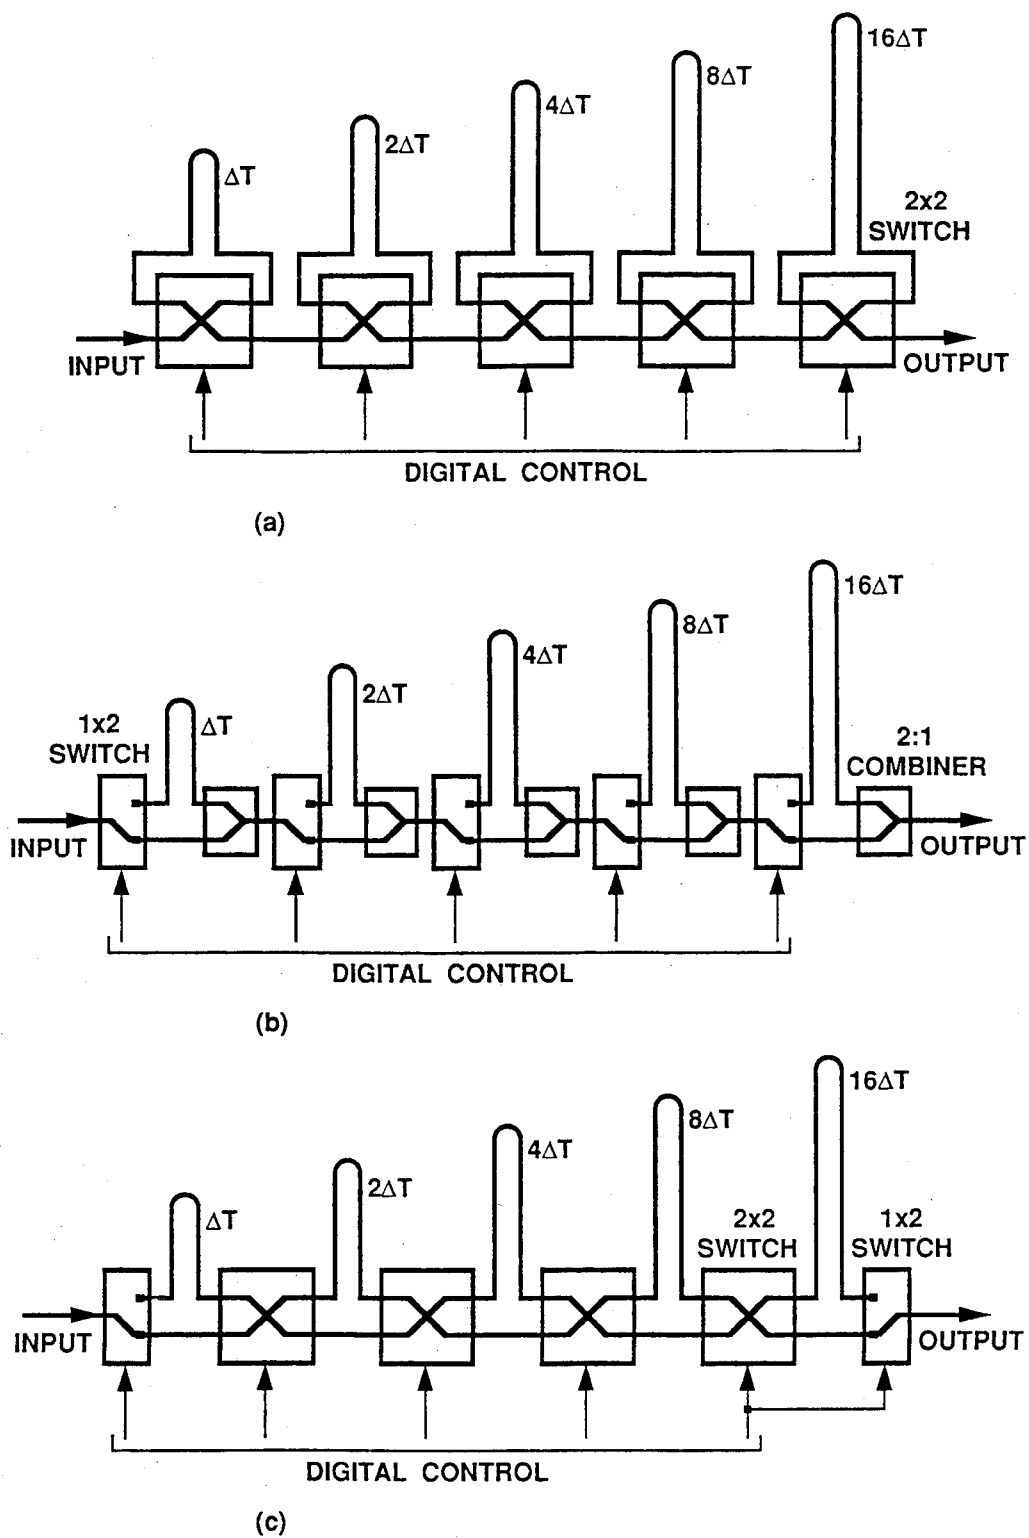 16ΔT
8ΔT
4ΔT
2ΔT
ΔT
2x2
SWITCH
INPUT
OUTPUT
DIGITAL CONTROL
(a)
16ΔT
8ΔT
4ΔT
2ΔT
ΔT
1x2
SWITCH
2:1
COMBINER
INPUT
OUTPUT
DIGITAL CONTROL
(b)
16ΔT
8ΔT
4ΔT
2ΔT
ΔT
2x2
SWITCH
1x2
SWITCH
INPUT
OUTPUT
DIGITAL CONTROL
(c)